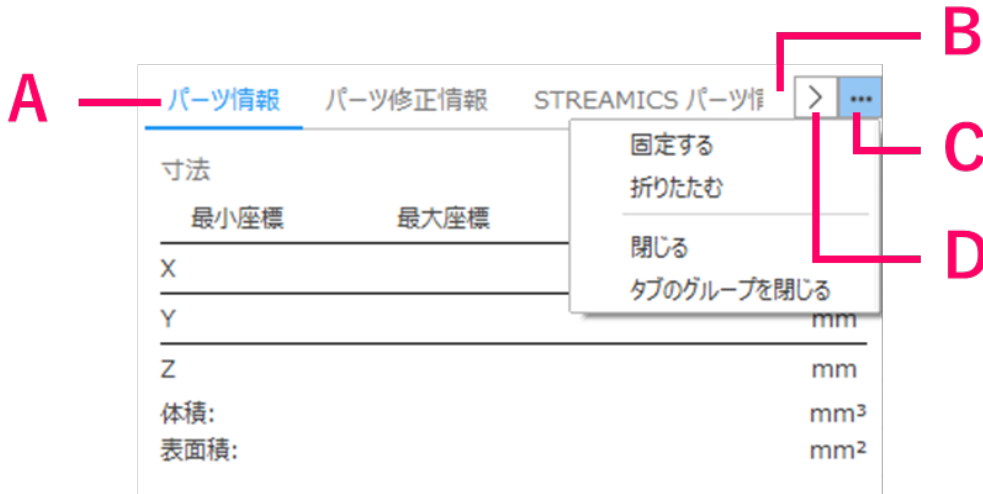 B
A
パーツ情報 パーツ修正情報 STREAMICS パーツ情 > ...
C
固定する
寸法
折りたたむ
最小座標 最大座標
閉じる
D
X
タブのグループを閉じる
Y mm
Z mm
体積: mm³
表面積: mm²